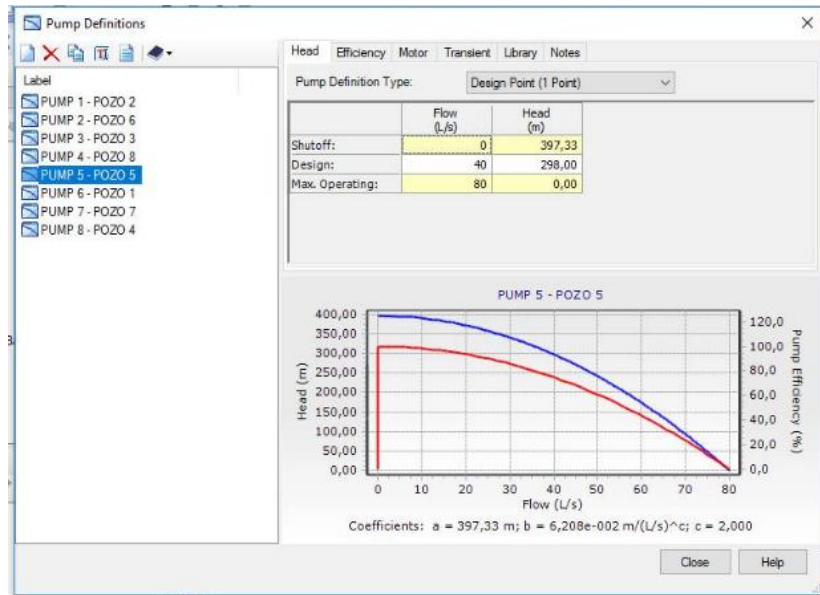 Pump Definitions
Label
PUMP 1 - POZO 2
PUMP 2 - POZO 6
PUMP 3 - POZO 3
PUMP 4 - POZO 8
PUMP 5 - POZO 5
PUMP 6 - POZO 1
PUMP 7 - POZO 7
PUMP 8 - POZO 4
Head Efficiency Motor Transient Library Notes
Pump Definition Type: Design Point (1 Point)
Flow (L/s) Head (m)
Shutoff: 0 397,33
Design: 40 298,00
Max. Operating: 80 0,00
PUMP 5 - POZO 5
Head (m)
400,00
350,00
300,00
250,00
200,00
150,00
100,00
50,00
0,00
120,0
100,0
80,0
60,0
40,0
20,0
0,0
Pump Efficiency (%)
0 10 20 30 40 50 60 70 80
Flow (L/s)
Coefficients: a = 397,33 m; b = 6,208e-002 m/(L/s)^c; c = 2,000
Close Help